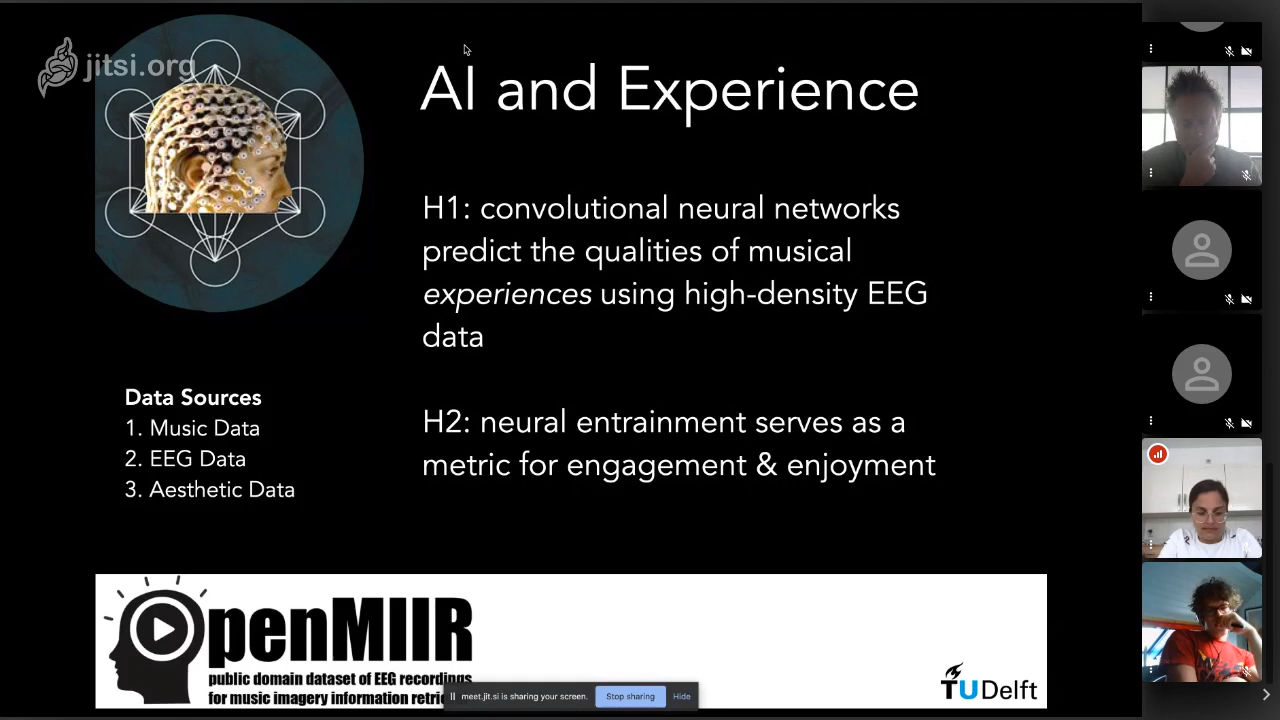 jitsi.org
AI and Experience
H1: convolutional neural networks
predict the qualities of musical
experiences using high-density EEG
data
Data Sources
1. Music Data
2. EEG Data
3. Aesthetic Data
H2: neural entrainment serves as a
metric for engagement & enjoyment
penMIIR
public domain dataset of EEG recordings
for music imagery information
meet.jit.si is sharing your screen.
Stop sharing
Hide
TUDelft